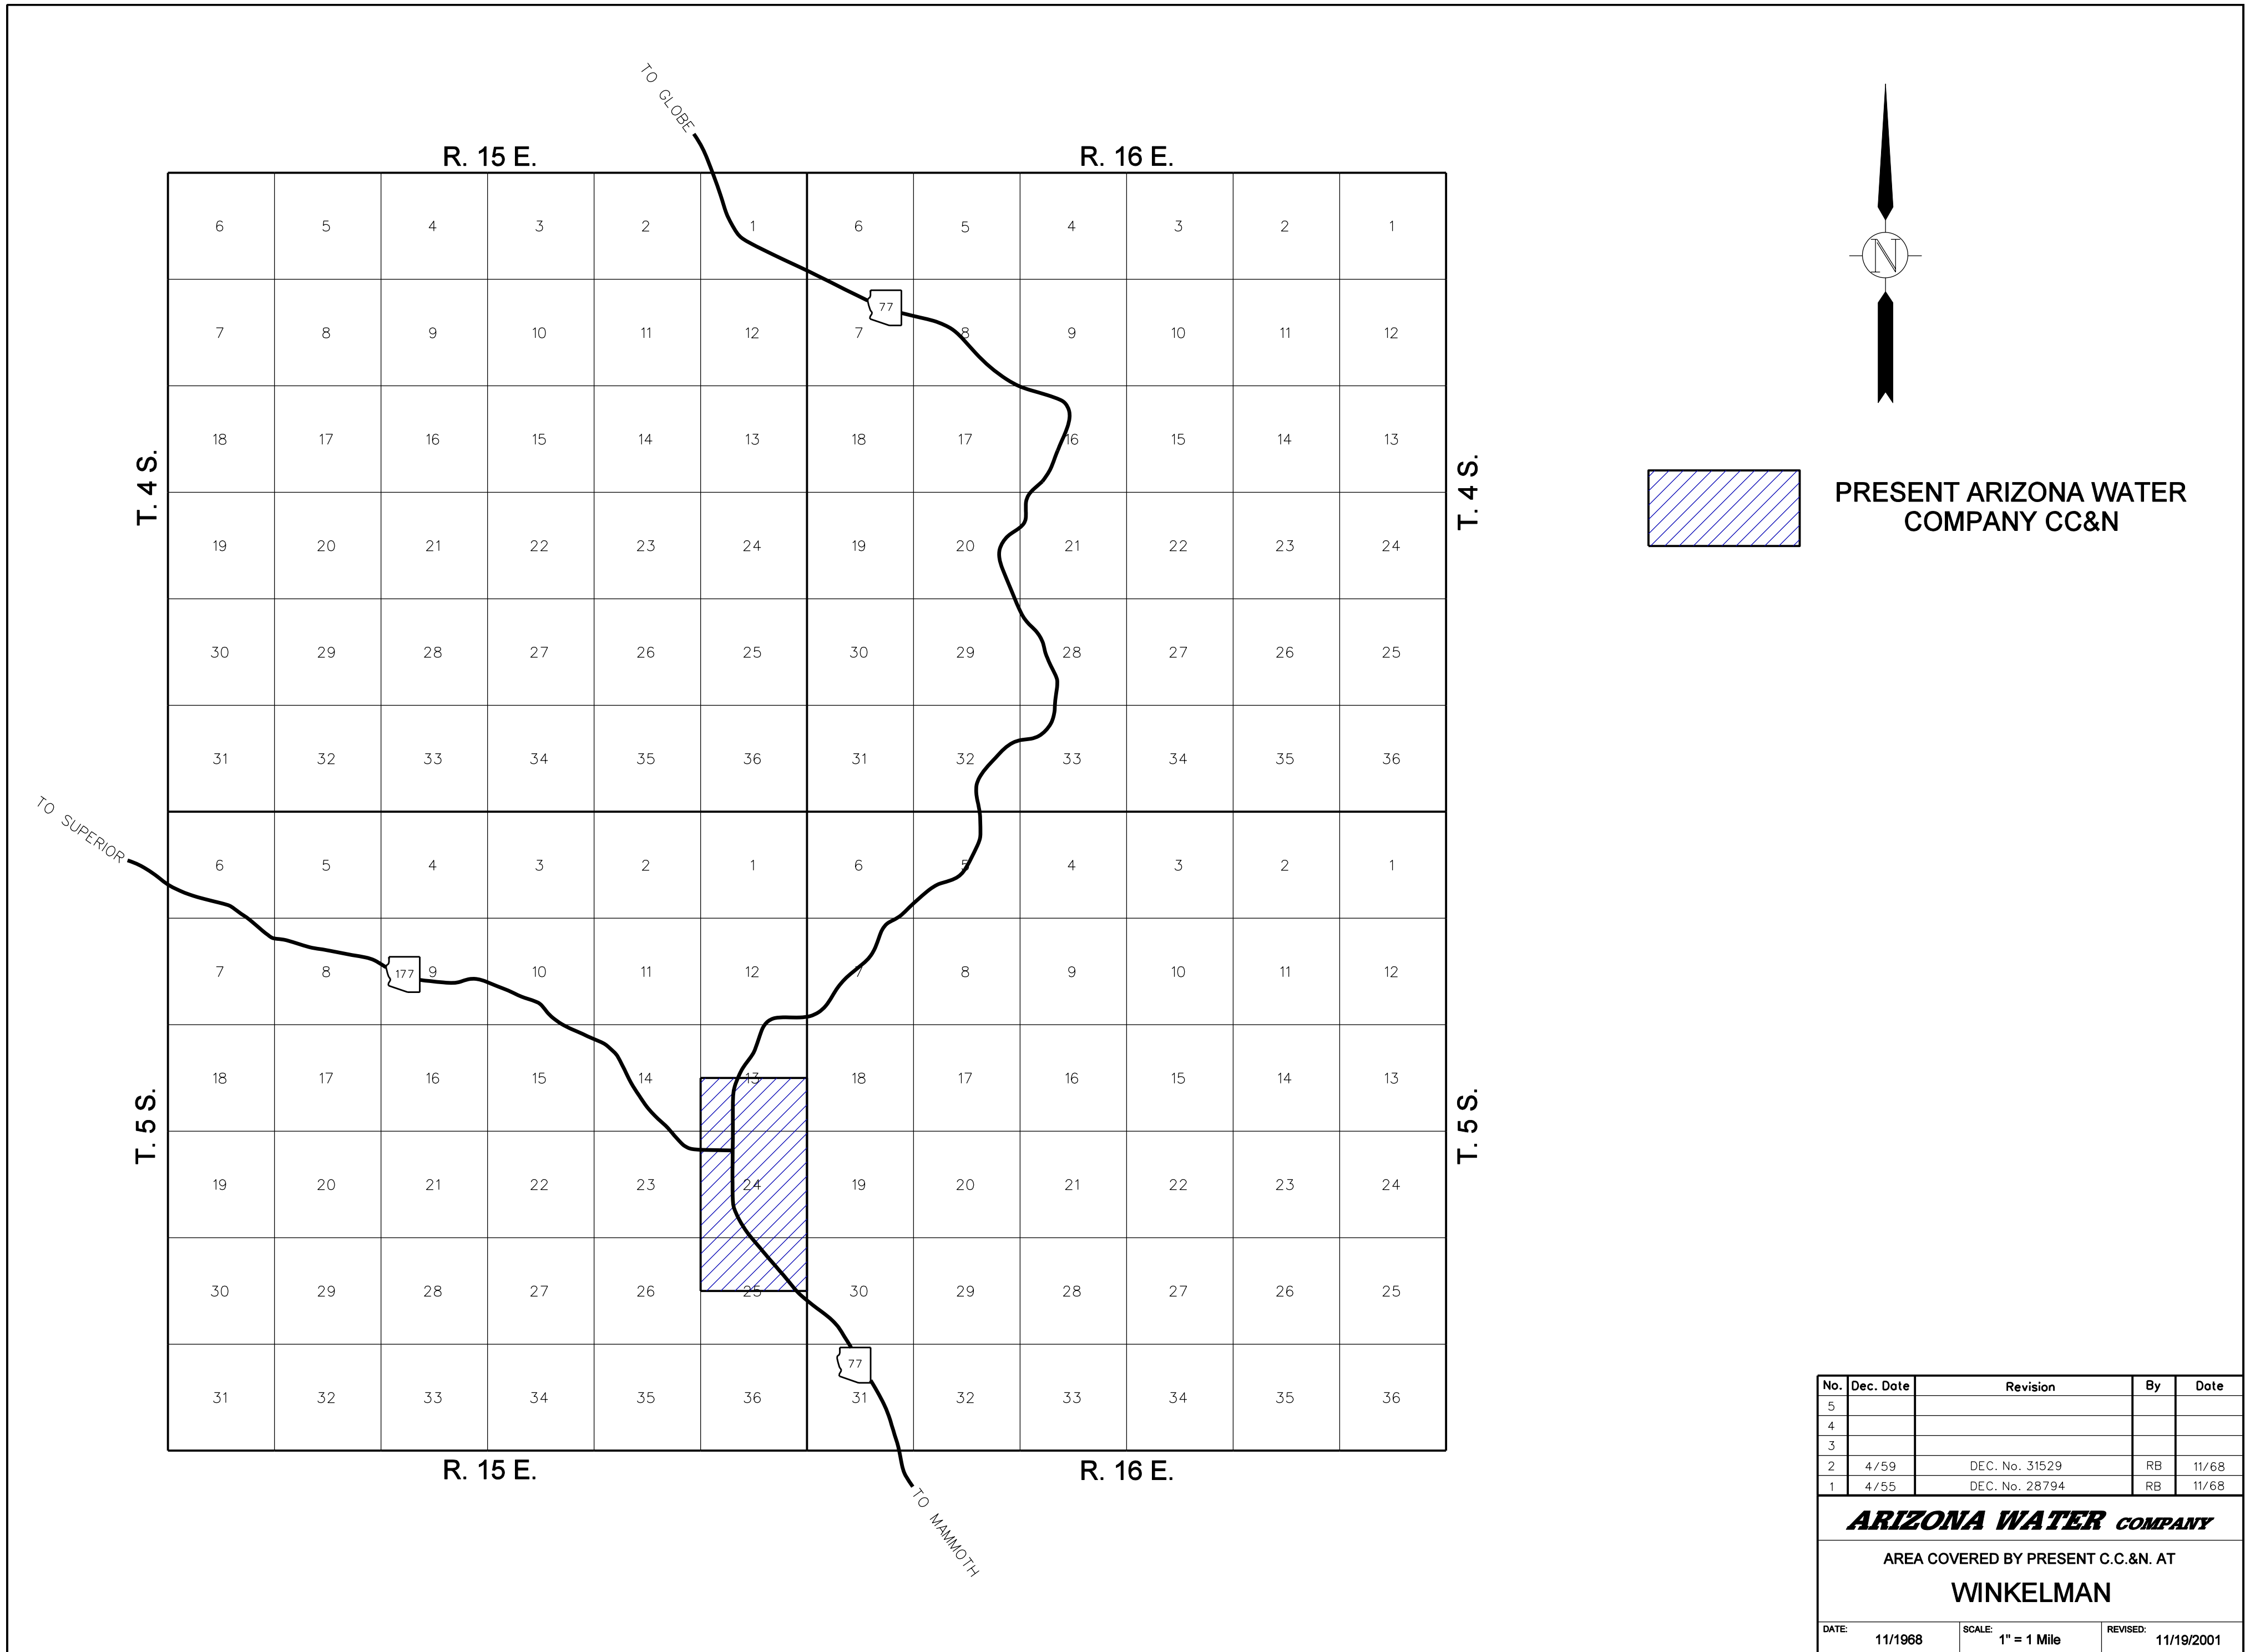 TO GLOBE
R. 15 E. R. 16 E.
6 5 4 3 2 1 6 5 4 3 2 1
77
7 8 9 10 11 12 7 8 9 10 11 12
18 17 16 15 14 13 18 17 16 15 14 13
T. 4 S. T. 4 S.
19 20 21 22 23 24 19 20 21 22 23 24
30 29 28 27 26 25 30 29 28 27 26 25
31 32 33 34 35 36 31 32 33 34 35 36
TO SUPERIOR
6 5 4 3 2 1 6 5 4 3 2 1
7 8 177 9 10 11 12 7 8 9 10 11 12
18 17 16 15 14 13 18 17 16 15 14 13
T. 5 S. T. 5 S.
19 20 21 22 23 24 19 20 21 22 23 24
30 29 28 27 26 25 30 29 28 27 26 25
77
31 32 33 34 35 36 31 32 33 34 35 36
R. 15 E. R. 16 E.
TO MAMMOTH
N
PRESENT ARIZONA WATER
COMPANY CC&N
No. Dec. Date Revision By Date
5
4
3
2 4/59 DEC. No. 31529 RB 11/68
1 4/55 DEC. No. 28794 RB 11/68
ARIZONA WATER COMPANY
AREA COVERED BY PRESENT C.C.&N. AT
WINKELMAN
DATE: 11/1968 SCALE: 1" = 1 Mile REVISED: 11/19/2001